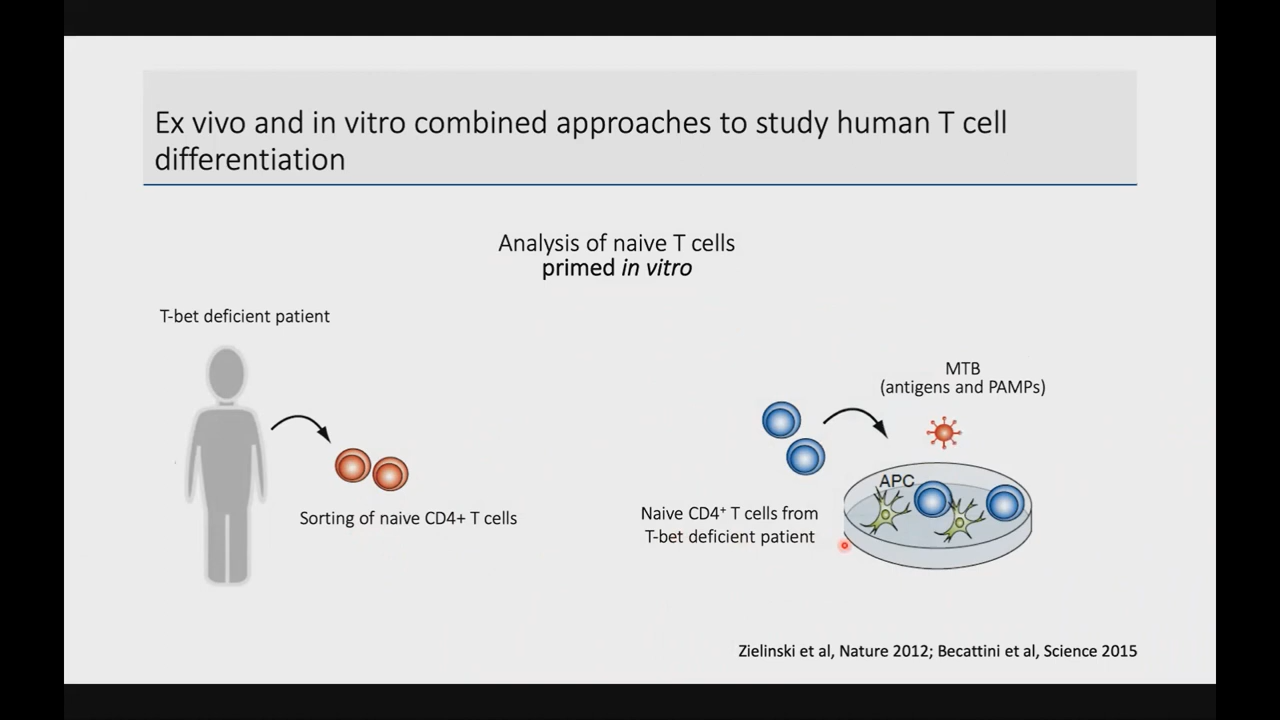 Ex vivo and in vitro combined approaches to study human T cell
differentiation
Analysis of naive T cells
primed in vitro
T-bet deficient patient
MTB
(antigens and PAMPs)
APC
Sorting of naive CD4+ T cells
Naive CD4⁺ T cells from
T-bet deficient patient
Zielinski et al, Nature 2012; Becattini et al, Science 2015